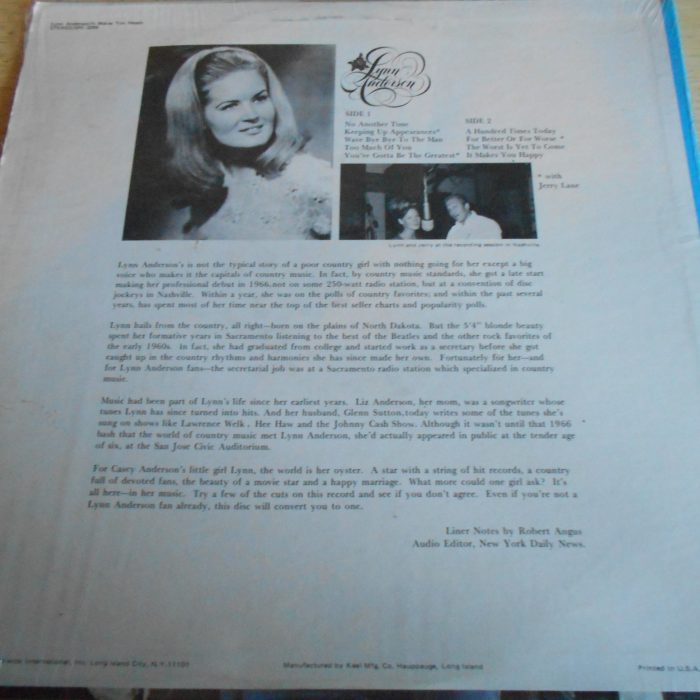 STEREO
Lynn
Anderson
SIDE 1
No Another Time
Keeping Up Appearances*
Wave Bye Bye To The Man
Too Much Of You
You're Gotta Be The Greatest*
SIDE 2
A Hundred Times Today
For Better Or For Worse *
The Worst Is Yet To Come
It Makes You Happy
* with
Jerry Lane
Lynn and Jerry at the recording session in Nashville
Lynn Anderson's is not the typical story of a poor country girl with nothing going for her except a big
voice who makes it the capitals of country music. In fact, by country music standards, she got a late start
making her professional debut in 1966,not on some 250-watt radio station, but at a convention of disc
jockeys in Nashville. Within a year, she was on the polls of country favorites; and within the past several
years, has spent most of her time near the top of the first seller charts and popularity polls.
Lynn hails from the country, all right—born on the plains of North Dakota. But the 5'4" blonde beauty
spent her formative years in Sacramento listening to the best of the Beatles and the other rock favorites of
the early 1960s. In fact, she had graduated from college and started work as a secretary before she got
caught up in the country rhythms and harmonies she has since made her own. Fortunately for her—and
for Lynn Anderson fans—the secretarial job was at a Sacramento radio station which specialized in country
music.
Music had been part of Lynn's life since her earliest years. Liz Anderson, her mom, was a songwriter whose
tunes Lynn has since turned into hits. And her husband, Glenn Sutton,today writes some of the tunes she's
sung on shows like Lawrence Welk , Hee Haw and the Johnny Cash Show. Although it wasn't until that 1966
bash that the world of country music met Lynn Anderson, she'd actually appeared in public at the tender age
of six, at the San Jose Civic Auditorium.
For Casey Anderson's little girl Lynn, the world is her oyster. A star with a string of hit records, a country
full of devoted fans, the beauty of a movie star and a happy marriage. What more could one girl ask? It's
all here—in her music. Try a few of the cuts on this record and see if you don't agree. Even if you're not a
Lynn Anderson fan already, this disc will convert you to one.
Liner Notes by Robert Angus
Audio Editor, New York Daily News.
International, Inc. Long Island City, N.Y. 11101
Manufactured by Keel Mfg. Co. Hauppauge, Long Island
Printed in U.S.A.